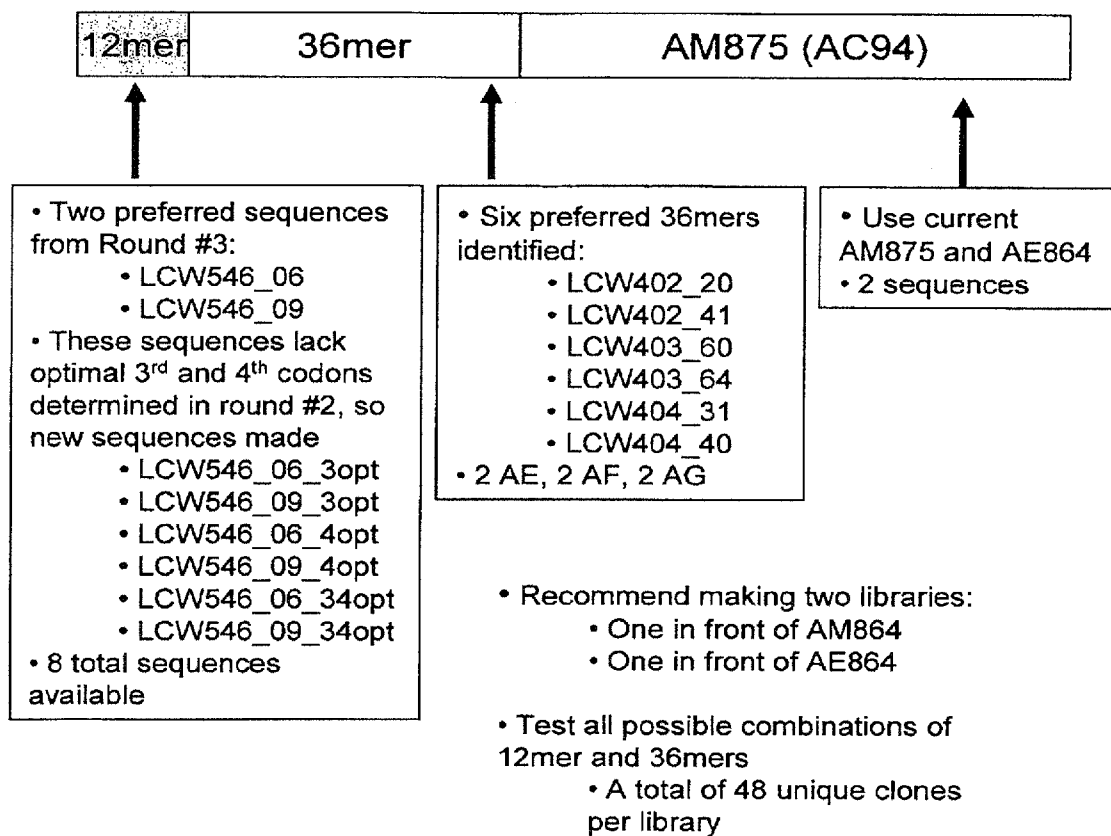 12mer
36mer
AM875 (AC94)
• Two preferred sequences
from Round #3:
• LCW546_06
• LCW546_09
• These sequences lack
optimal 3rd and 4th codons
determined in round #2, so
new sequences made
• LCW546_06_3opt
• LCW546_09_3opt
• LCW546_06_4opt
• LCW546_09_4opt
• LCW546_06_34opt
• LCW546_09_34opt
• 8 total sequences
available
• Six preferred 36mers
identified:
• LCW402_20
• LCW402_41
• LCW403_60
• LCW403_64
• LCW404_31
• LCW404_40
• 2 AE, 2 AF, 2 AG
• Use current
AM875 and AE864
• 2 sequences
• Recommend making two libraries:
• One in front of AM864
• One in front of AE864
• Test all possible combinations of
12mer and 36mers
• A total of 48 unique clones
per library